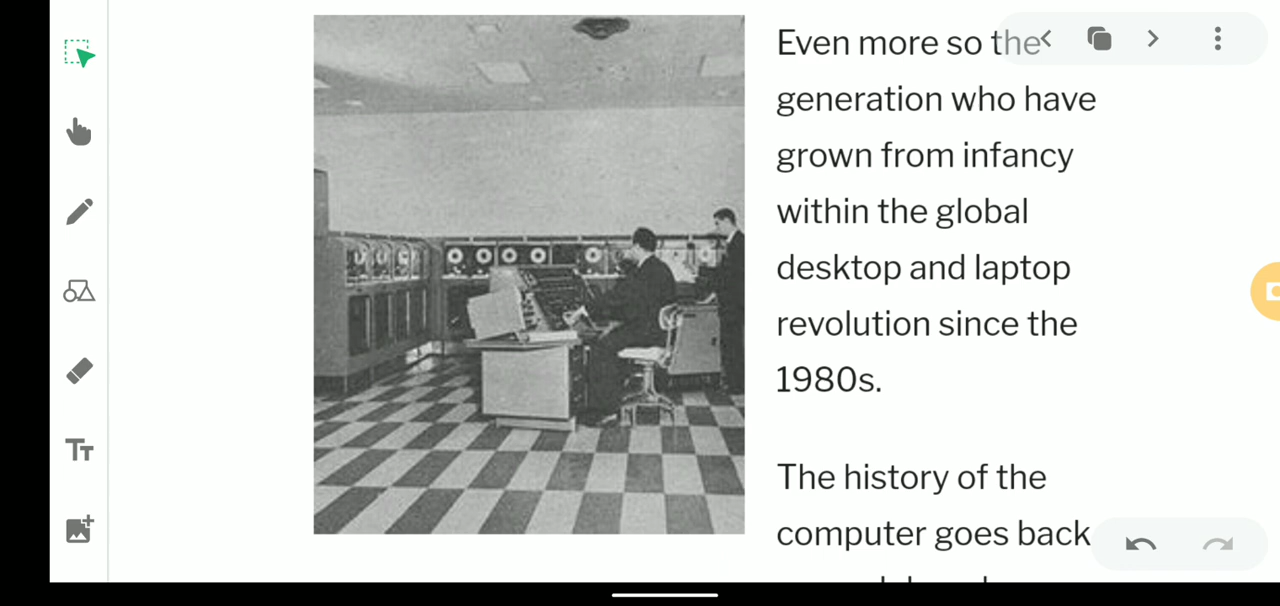 Even more so the
generation who have
grown from infancy
within the global
desktop and laptop
revolution since the
1980s.
The history of the
computer goes back
TT